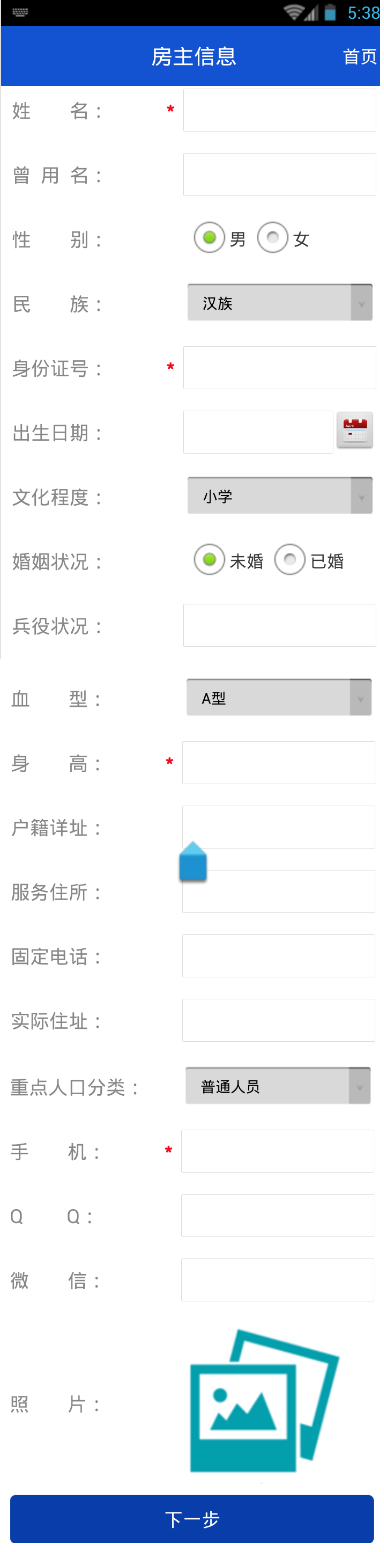 5:38
房主信息 首页
姓 名： *
曾 用 名：
性 别： 男 女
民 族： 汉族
身份证号： *
出生日期：
文化程度： 小学
婚姻状况： 未婚 已婚
兵役状况：
血 型： A型
身 高： *
户籍详址：
服务住所：
固定电话：
实际住址：
重点人口分类： 普通人员
手 机： *
Q Q：
微 信：
照 片：
下一步